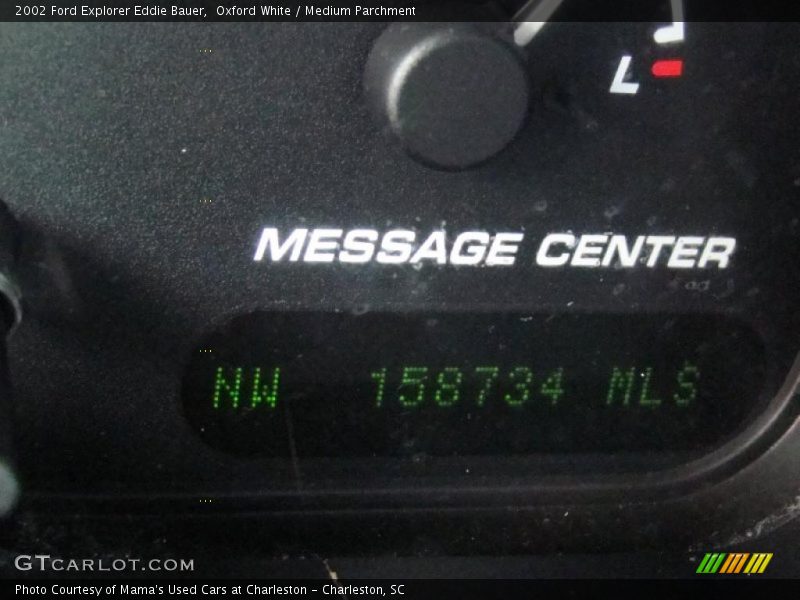 2002 Ford Explorer Eddie Bauer, Oxford White / Medium Parchment
L
MESSAGE CENTER
NW 158734 MLS
GTCARLOT.COM
Photo Courtesy of Mama's Used Cars at Charleston - Charleston, SC